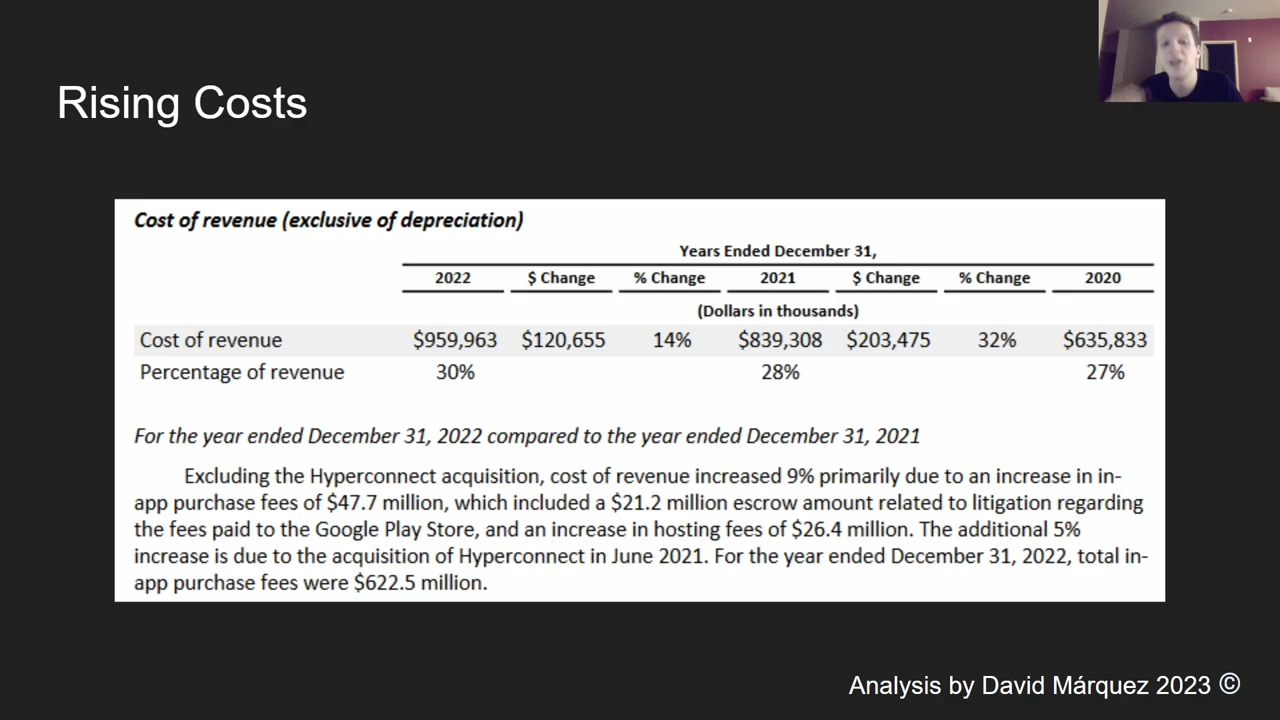 Rising Costs
Cost of revenue (exclusive of depreciation)
Years Ended December 31,
2022 $ Change % Change 2021 $ Change % Change 2020
(Dollars in thousands)
Cost of revenue $959,963 $120,655 14% $839,308 $203,475 32% $635,833
Percentage of revenue 30% 28% 27%
For the year ended December 31, 2022 compared to the year ended December 31, 2021
Excluding the Hyperconnect acquisition, cost of revenue increased 9% primarily due to an increase in in-
app purchase fees of $47.7 million, which included a $21.2 million escrow amount related to litigation regarding
the fees paid to the Google Play Store, and an increase in hosting fees of $26.4 million. The additional 5%
increase is due to the acquisition of Hyperconnect in June 2021. For the year ended December 31, 2022, total in-
app purchase fees were $622.5 million.
Analysis by David Márquez 2023 ©